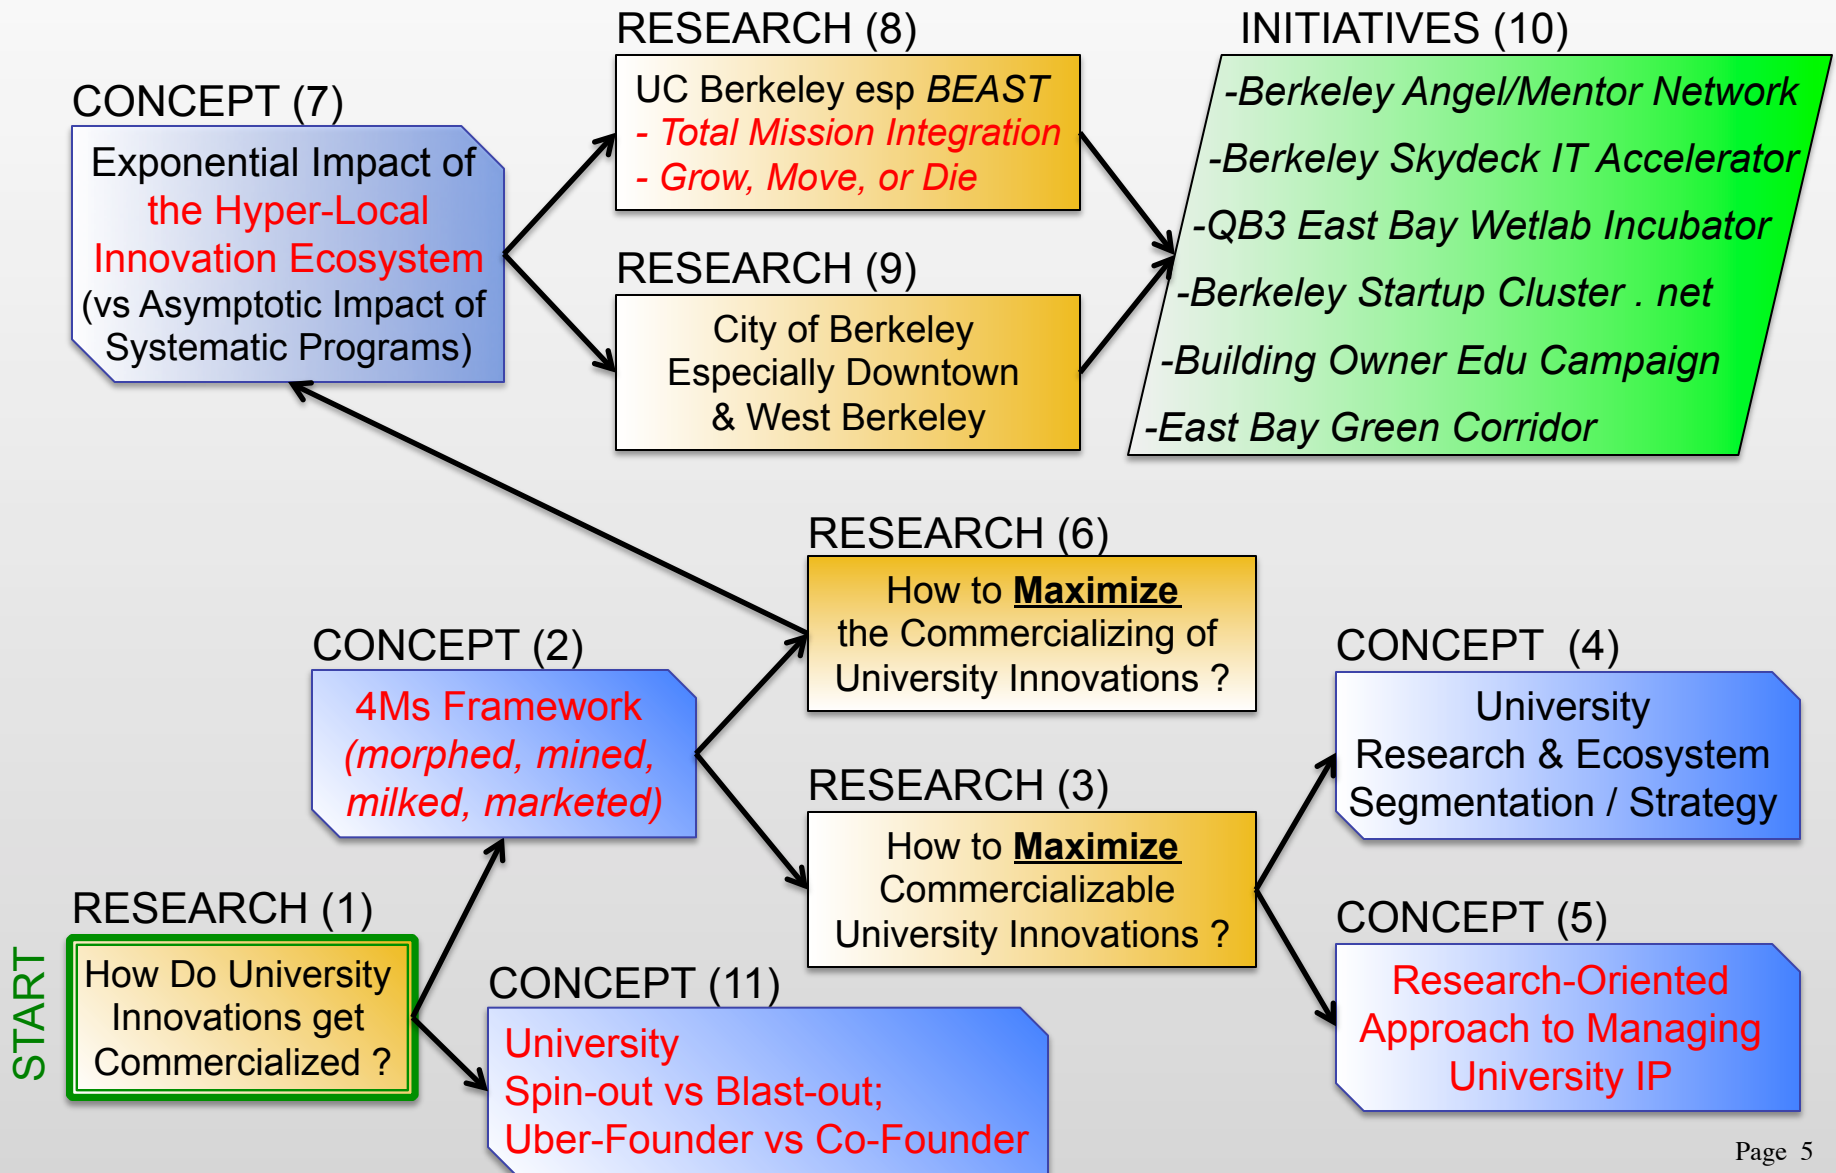 RESEARCH (8)
UC Berkeley esp BEAST
- Total Mission Integration
- Grow, Move, or Die
INITIATIVES (10)
-Berkeley Angel/Mentor Network
-Berkeley Skydeck IT Accelerator
-QB3 East Bay Wetlab Incubator
-Berkeley Startup Cluster . net
-Building Owner Edu Campaign
-East Bay Green Corridor
CONCEPT (7)
Exponential Impact of
the Hyper-Local
Innovation Ecosystem
(vs Asymptotic Impact of
Systematic Programs)
RESEARCH (9)
City of Berkeley
Especially Downtown
& West Berkeley
RESEARCH (6)
How to Maximize
the Commercializing of
University Innovations ?
CONCEPT (2)
4Ms Framework
(morphed, mined,
milked, marketed)
CONCEPT (4)
University
Research & Ecosystem
Segmentation / Strategy
RESEARCH (3)
How to Maximize
Commercializable
University Innovations ?
START
RESEARCH (1)
How Do University
Innovations get
Commercialized ?
CONCEPT (5)
Research-Oriented
Approach to Managing
University IP
CONCEPT (11)
University
Spin-out vs Blast-out;
Uber-Founder vs Co-Founder
Page 5